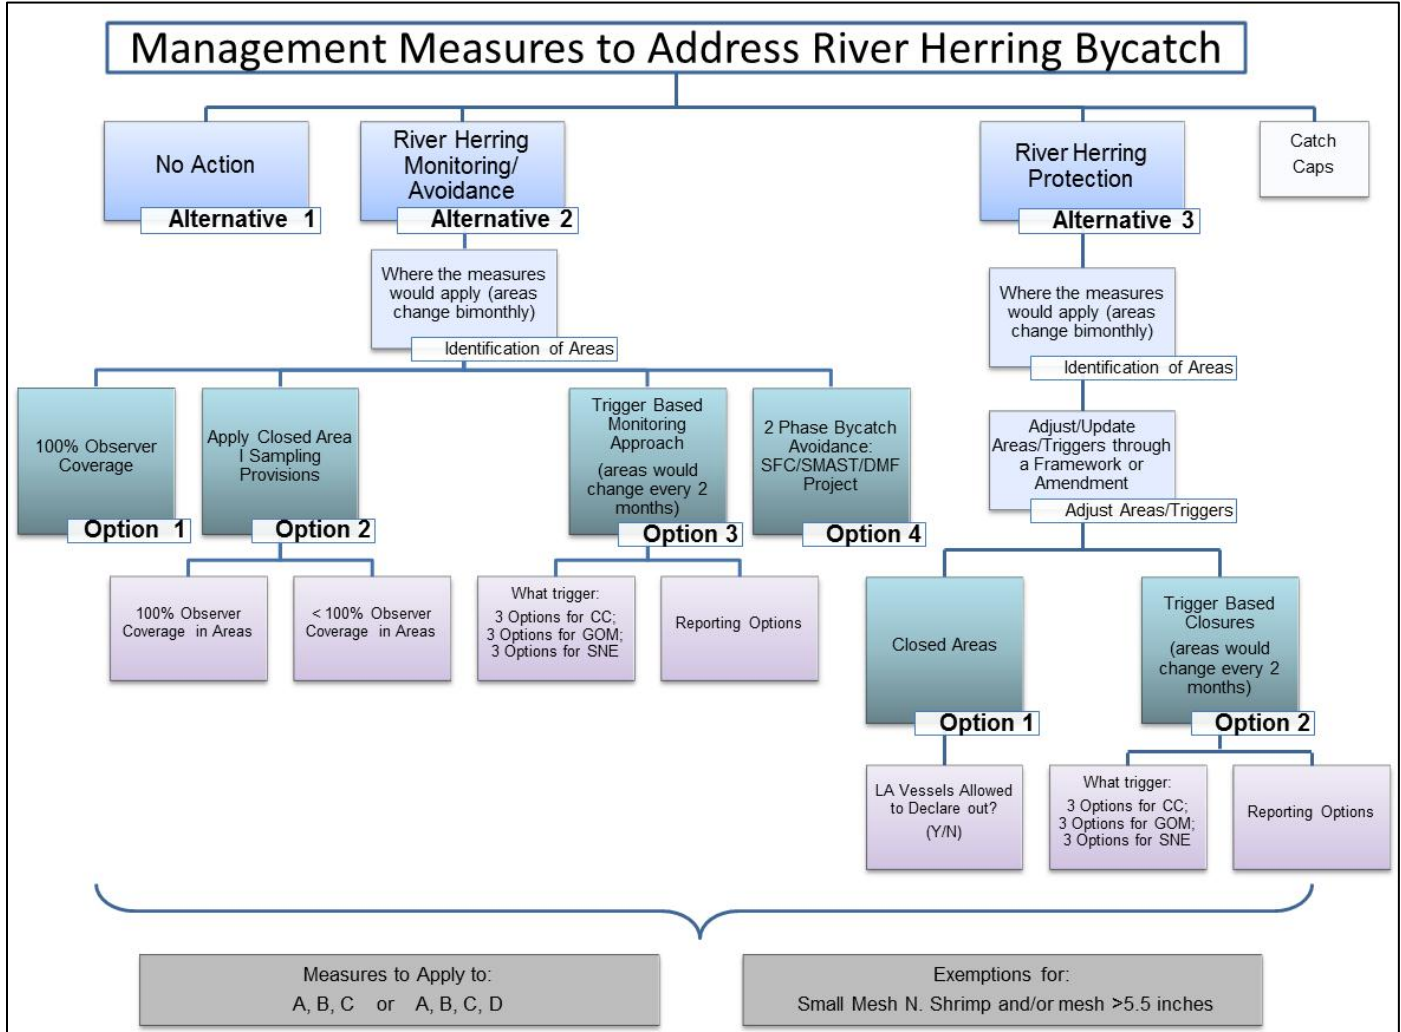 Management Measures to Address River Herring Bycatch
No Action
Alternative 1
River Herring
Monitoring/
Avoidance
Alternative 2
River Herring
Protection
Alternative 3
Catch
Caps
Where the measures
would apply (areas
change bimonthly)
Identification of Areas
Where the measures
would apply (areas
change bimonthly)
Identification of Areas
100% Observer
Coverage
Option 1
Apply Closed Area
I Sampling
Provisions
Option 2
Trigger Based
Monitoring
Approach
(areas would
change every 2
months)
Option 3
2 Phase Bycatch
Avoidance:
SFC/SMAST/DMF
Project
Option 4
Adjust/Update
Areas/Triggers through
a Framework or
Amendment
Adjust Areas/Triggers
100% Observer
Coverage in Areas
< 100% Observer
Coverage in Areas
What trigger:
3 Options for CC;
3 Options for GOM;
3 Options for SNE
Reporting Options
Closed Areas
Option 1
Trigger Based
Closures
(areas would
change every 2
months)
Option 2
LA Vessels Allowed
to Declare out?
(Y/N)
What trigger:
3 Options for CC;
3 Options for GOM;
3 Options for SNE
Reporting Options
Measures to Apply to:
A, B, C or A, B, C, D
Exemptions for:
Small Mesh N. Shrimp and/or mesh >5.5 inches